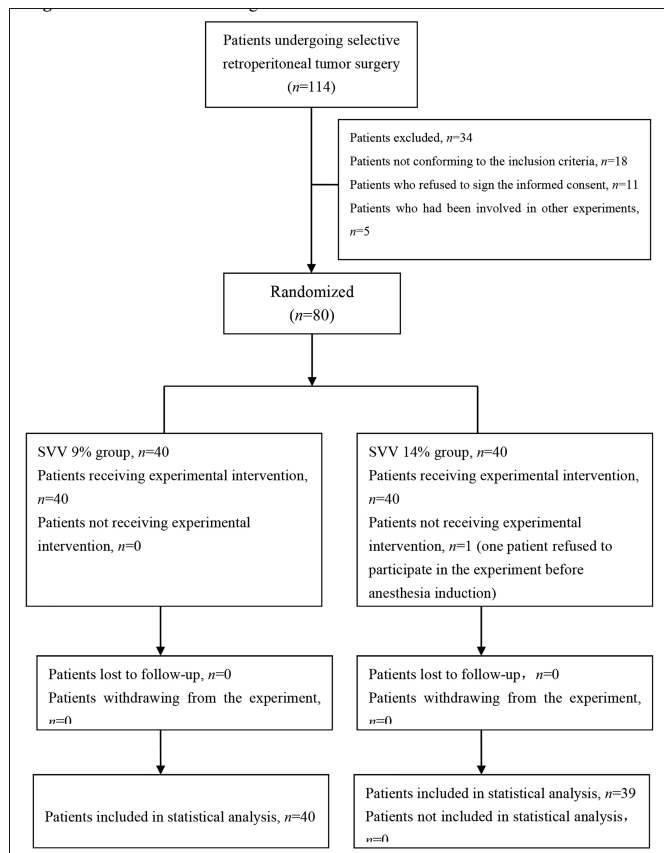 Patients undergoing selective
retroperitoneal tumor surgery
(n=114)
Patients excluded, n=34
Patients not conforming to the inclusion criteria, n=18
Patients who refused to sign the informed consent, n=11
Patients who had been involved in other experiments,
n=5
Randomized
(n=80)
SVV 9% group, n=40
Patients receiving experimental intervention,
n=40
Patients not receiving experimental
intervention, n=0
SVV 14% group, n=40
Patients receiving experimental intervention,
n=40
Patients not receiving experimental
intervention, n=1 (one patient refused to
participate in the experiment before
anesthesia induction)
Patients lost to follow-up, n=0
Patients withdrawing from the experiment,
n=0
Patients lost to follow-up， n=0
Patients withdrawing from the experiment,
n=0
Patients included in statistical analysis, n=40
Patients included in statistical analysis, n=39
Patients not included in statistical analysis，
n=0